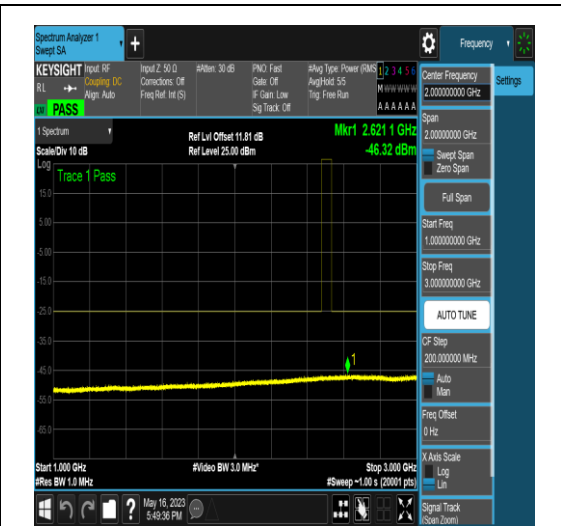 Spectrum Analyzer 1
Swept SA
+
Frequency
KEYSIGHT
Input: RF
Coupling: DC
Align: Auto
RL
PASS
Input Z: 50 Ω
Corrections: Off
Freq Ref: Int (S)
#Atten: 30 dB
PNO: Fast
Gate: Off
IF Gain: Low
Sig Track: Off
#Avg Type: Power (RMS
Avg|Hold: 5/5
Trig: Free Run
1 2 3 4 5 6
M W W W W W
A A A A A A
Center Frequency
2.000000000 GHz
Settings
Span
2.00000000 GHz
Swept Span
Zero Span
Full Span
Start Freq
1.000000000 GHz
Stop Freq
3.000000000 GHz
AUTO TUNE
CF Step
200.000000 MHz
Auto
Man
Freq Offset
0 Hz
X Axis Scale
Log
Lin
Signal Track
(Span Zoom)
1 Spectrum
Scale/Div 10 dB
Ref Lvl Offset 11.81 dB
Ref Level 25.00 dBm
Mkr1 2.621 1 GHz
-46.32 dBm
Log
Trace 1 Pass
15.0
5.00
-5.00
-15.0
-25.0
-35.0
-45.0
-55.0
-65.0
1
Start 1.000 GHz
#Res BW 1.0 MHz
#Video BW 3.0 MHz*
Stop 3.000 GHz
#Sweep ~1.00 s (20001 pts)
?
May 16, 2023
5:49:36 PM